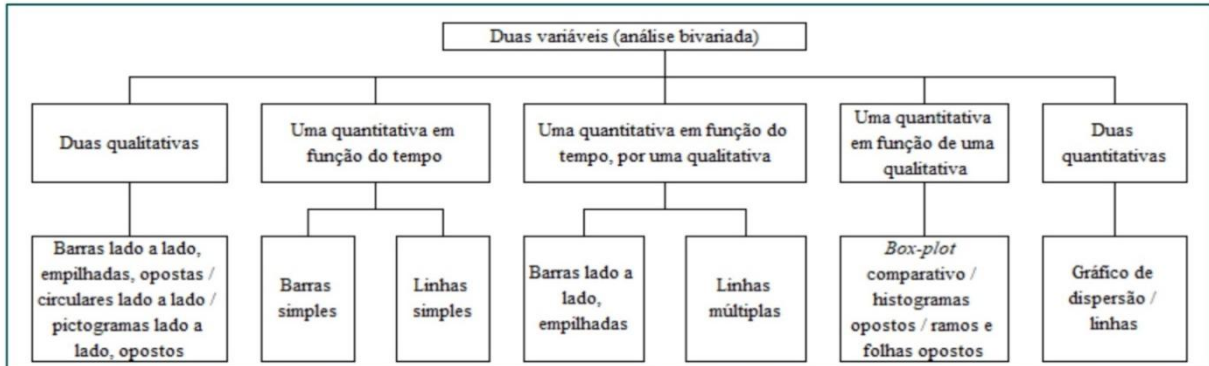 Duas variáveis (análise bivariada)
Duas qualitativas
Uma quantitativa em
função do tempo
Uma quantitativa em função do
tempo, por uma qualitativa
Uma quantitativa
em função de uma
qualitativa
Duas
quantitativas
Barras lado a lado,
empilhadas, opostas /
circulares lado a lado /
pictogramas lado a
lado, opostos
Barras
simples
Linhas
simples
Barras lado a
lado,
empilhadas
Linhas
múltiplas
Box-plot
comparativo /
histogramas
opostos / ramos e
folhas opostos
Gráfico de
dispersão /
linhas